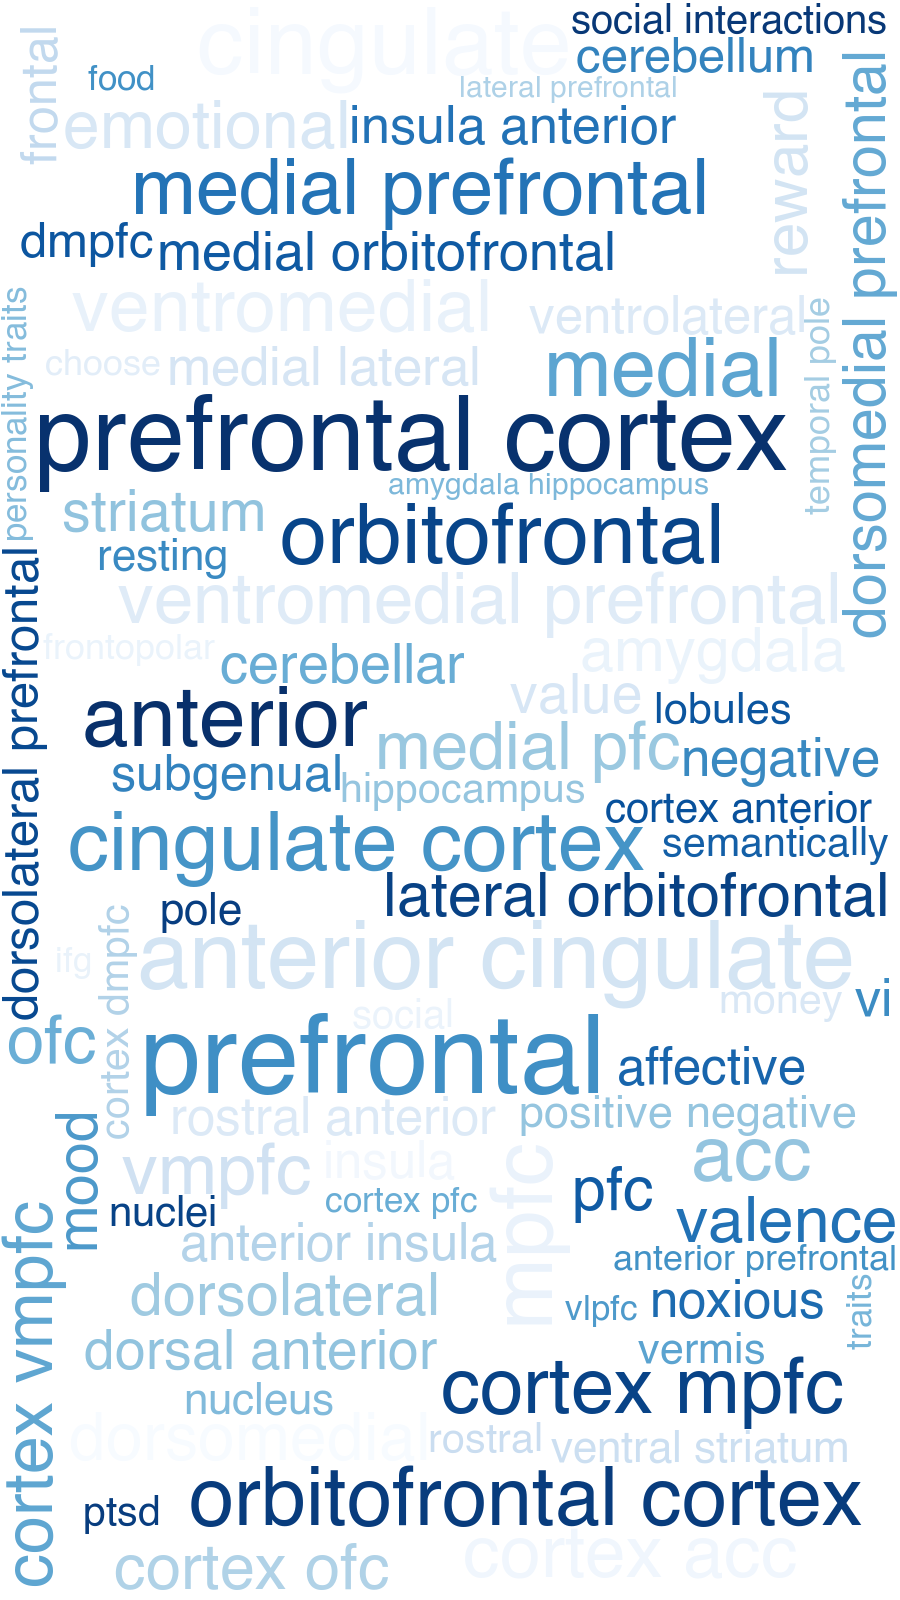 social interactions
cingulate
frontal
cerebellum
food
lateral prefrontal
dorsomedial prefrontal
reward
emotional
insula anterior
medial prefrontal
dmpfc
medial orbitofrontal
ventromedial
personality traits
ventrolateral
temporal pole
choose
medial lateral
medial
prefrontal cortex
amygdala hippocampus
striatum
orbitofrontal
resting
dorsolateral prefrontal
ventromedial prefrontal
frontopolar
cerebellar
amygdala
value
lobules
anterior
medial pfc
negative
subgenual
hippocampus
cortex anterior
cingulate cortex
semantically
lateral orbitofrontal
pole
cortex dmpfc
anterior cingulate
ifg
money
vi
social
ofc
prefrontal
affective
mood
rostral anterior
positive negative
vmpfc
insula
mpfc
acc
pfc
cortex pfc
nuclei
cortex vmpfc
valence
anterior insula
anterior prefrontal
dorsolateral
vlpfc
noxious
traits
dorsal anterior
vermis
cortex mpfc
nucleus
dorsomedial
rostral
ventral striatum
orbitofrontal cortex
ptsd
cortex acc
cortex ofc